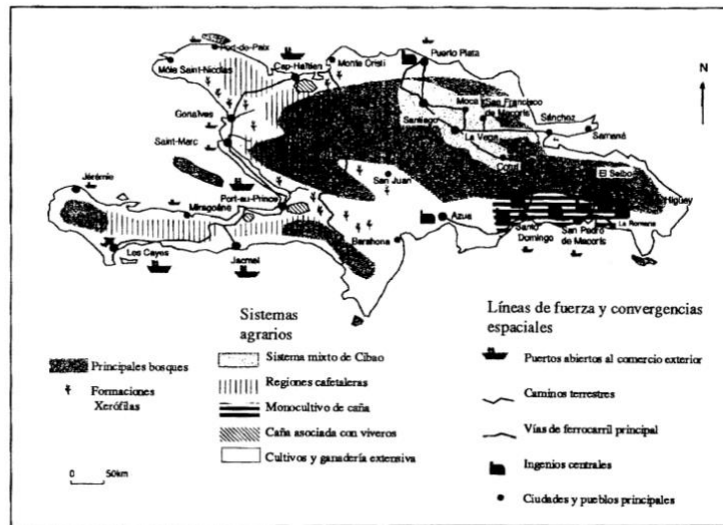 Port-de-Paix
Môle Saint-Nicolas
Cap-Haïtien
Monte Cristi
Puerto Plata
N
Gonaïves
Moca
San Francisco
de Macorís
Santiago
Sánchez
Saint-Marc
La Vega
Samaná
Cotuí
Jérémie
San Juan
El Seibo
Port-au-Prince
Miragoâne
Azua
Higüey
Santo
Domingo
San Pedro
de Macorís
La Romana
Barahona
Los Cayes
Jacmel
Sistemas
agrarios
Líneas de fuerza y convergencias
espaciales
Principales bosques
Formaciones
Xerófilas
Sistema mixto de Cibao
Regiones cafetaleras
Monocultivo de caña
Caña asociada con viveros
Cultivos y ganadería extensiva
Puertos abiertos al comercio exterior
Caminos terrestres
Vías de ferrocarril principal
Ingenios centrales
Ciudades y pueblos principales
0 50km